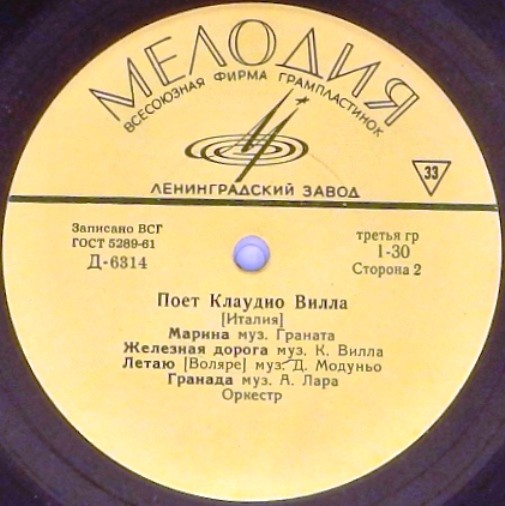 МЕЛОДИЯ
ВСЕСОЮЗНАЯ ФИРМА ГРАМПЛАСТИНОК
ЛЕНИНГРАДСКИЙ ЗАВОД
33
Записано ВСГ
ГОСТ 5289-61
Д-6314
третья гр
1-30
Сторона 2
Поет Клаудио Вилла
[Италия]
Марина муз. Граната
Железная дорога муз. К. Вилла
Летаю [Воляре] муз. Д. Модуньо
Гранада муз. А. Лара
Оркестр